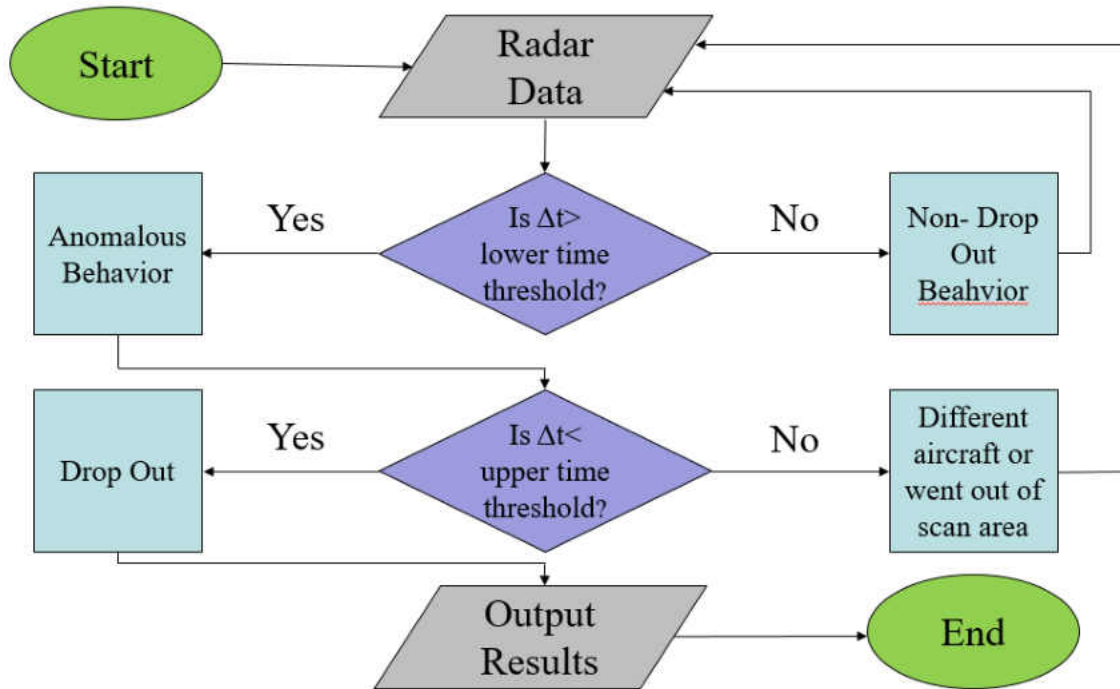 Start
Radar
Data
Anomalous
Behavior
Yes
Is Δt>
lower time
threshold?
No
Non- Drop
Out
Beahvior
Drop Out
Yes
Is Δt<
upper time
threshold?
No
Different
aircraft or
went out of
scan area
Output
Results
End